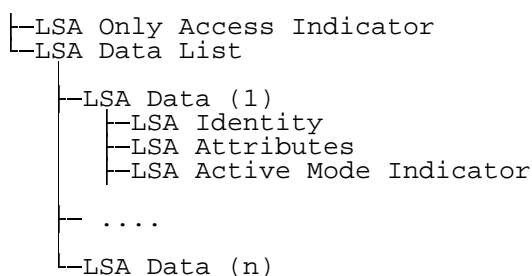 LSA Only Access Indicator
LSA Data List
LSA Data (1)
LSA Identity
LSA Attributes
LSA Active Mode Indicator
....
LSA Data (n)